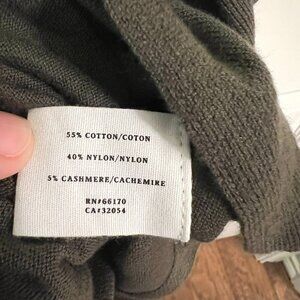 55% COTTON/COTON
40% NYLON/NYLON
5% CASHMERE/CACHEMIRE
RN#66170
CA#32054